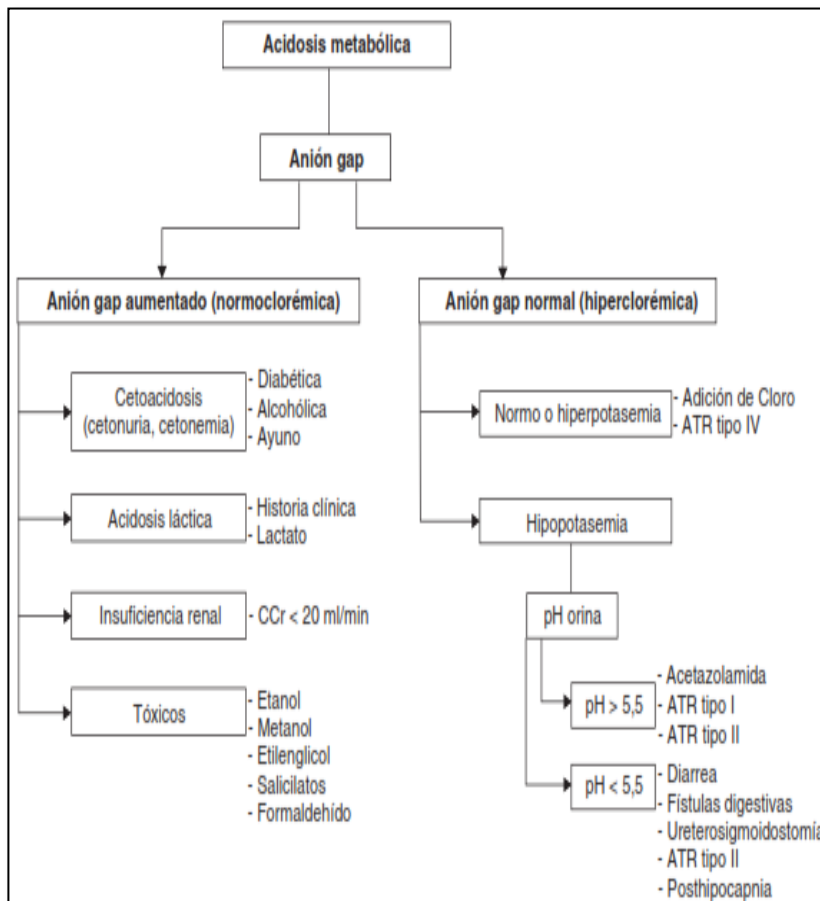 Acidosis metabólica
Anión gap
Anión gap aumentado (normoclorémica)
Cetoacidosis
(cetonuria, cetonemia)
- Diabética
- Alcohólica
- Ayuno
Acidosis láctica
- Historia clínica
- Lactato
Insuficiencia renal
- CCr < 20 ml/min
Tóxicos
- Etanol
- Metanol
- Etilenglicol
- Salicilatos
- Formaldehído
Anión gap normal (hiperclorémica)
Normo o hiperpotasemia
- Adición de Cloro
- ATR tipo IV
Hipopotasemia
pH orina
pH > 5,5
- Acetazolamida
- ATR tipo I
- ATR tipo II
pH < 5,5
- Diarrea
- Fístulas digestivas
- Ureterosigmoidostomía
- ATR tipo II
- Posthipocapnia